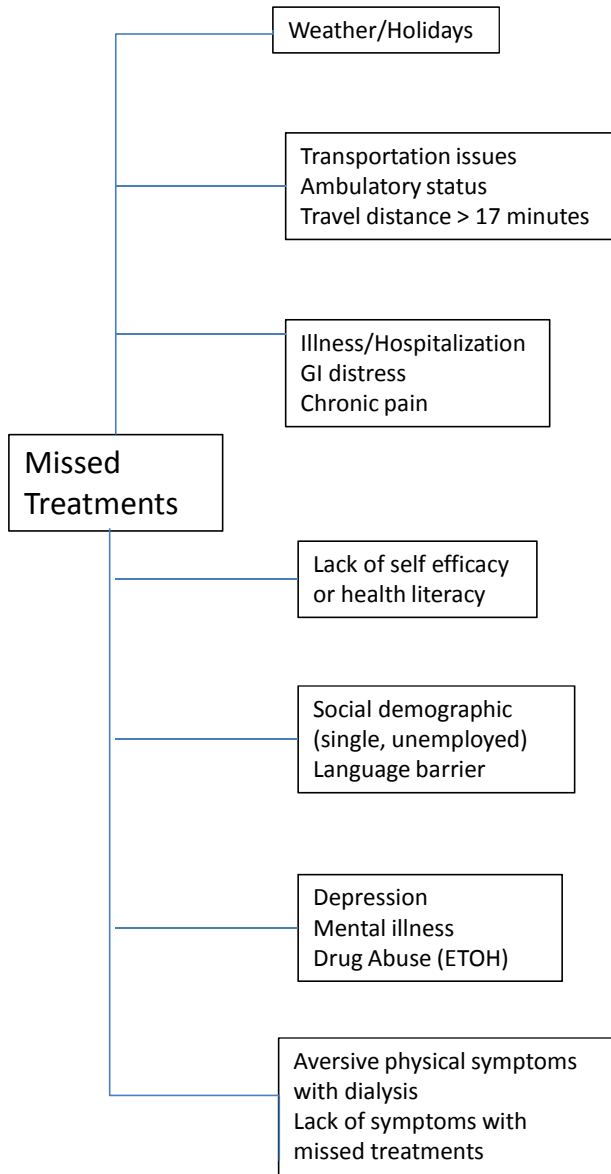 Weather/Holidays
Transportation issues
Ambulatory status
Travel distance > 17 minutes
Illness/Hospitalization
GI distress
Chronic pain
Missed
Treatments
Lack of self efficacy
or health literacy
Social demographic
(single, unemployed)
Language barrier
Depression
Mental illness
Drug Abuse (ETOH)
Aversive physical symptoms
with dialysis
Lack of symptoms with
missed treatments